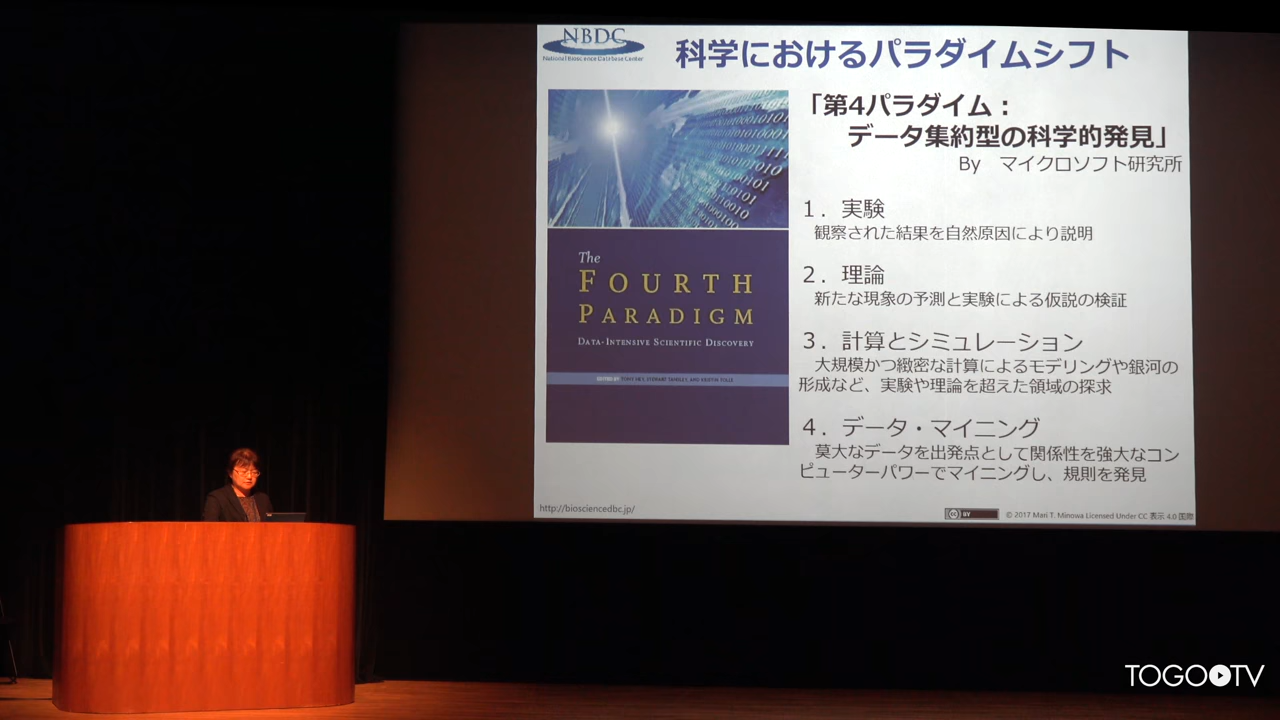 NBDC
National Bioscience Database Center
科学におけるパラダイムシフト
「第4パラダイム：
データ集約型の科学的発見」
By マイクロソフト研究所
The
FOURTH
PARADIGM
DATA-INTENSIVE SCIENTIFIC DISCOVERY
EDITED BY TONY HEY, STEWART TANSLEY, AND KRISTIN TOLLE
１．実験
観察された結果を自然原因により説明
２．理論
新たな現象の予測と実験による仮説の検証
３．計算とシミュレーション
大規模かつ緻密な計算によるモデリングや銀河の
形成など、実験や理論を超えた領域の探求
４．データ・マイニング
莫大なデータを出発点として関係性を強大なコン
ピューターパワーでマイニングし、規則を発見
http://biosciencedbc.jp/
cc BY
© 2017 Mari T. Minowa Licensed Under CC 表示 4.0 国際
TOGOTV